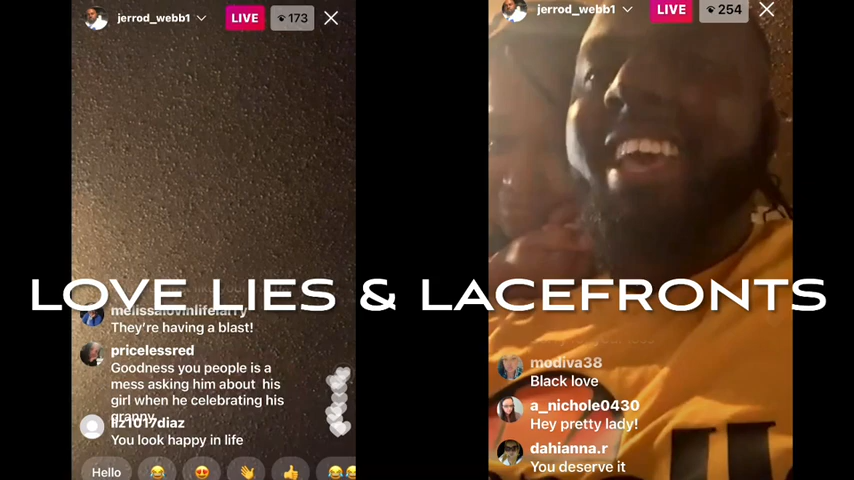 jerrod_webb1
LIVE
173
jerrod_webb1
LIVE
254
LOVE LIES & LACEFRONTS
melissalovinlifelarry
They're having a blast!
pricelessred
Goodness you people is a
mess asking him about his
girl when he celebrating his
granny
liz1017diaz
You look happy in life
Hello
modiva38
Black love
a_nichole0430
Hey pretty lady!
dahianna.r
You deserve it